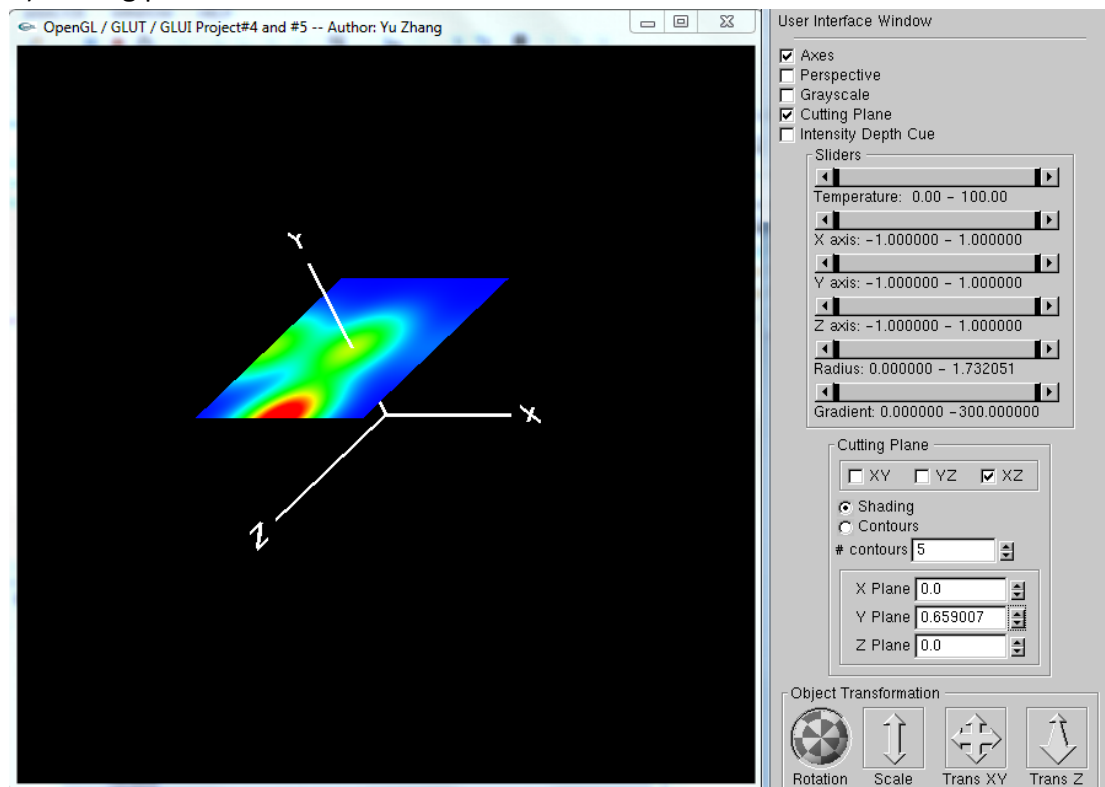 OpenGL / GLUT / GLUI Project#4 and #5 -- Author: Yu Zhang
Y
X
Z
User Interface Window
Axes
Perspective
Grayscale
Cutting Plane
Intensity Depth Cue
Sliders
Temperature: 0.00 - 100.00
X axis: -1.000000 - 1.000000
Y axis: -1.000000 - 1.000000
Z axis: -1.000000 - 1.000000
Radius: 0.000000 - 1.732051
Gradient: 0.000000 -300.000000
Cutting Plane
XY YZ XZ
Shading
Contours
# contours 5
X Plane 0.0
Y Plane 0.659007
Z Plane 0.0
Object Transformation
Rotation Scale Trans XY Trans Z